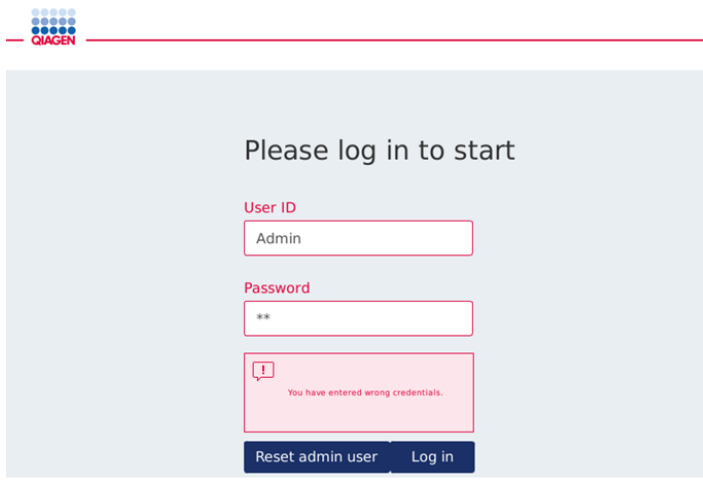 QIAGEN
Please log in to start
User ID
Admin
Password
**
!
You have entered wrong credentials.
Reset admin user
Log in